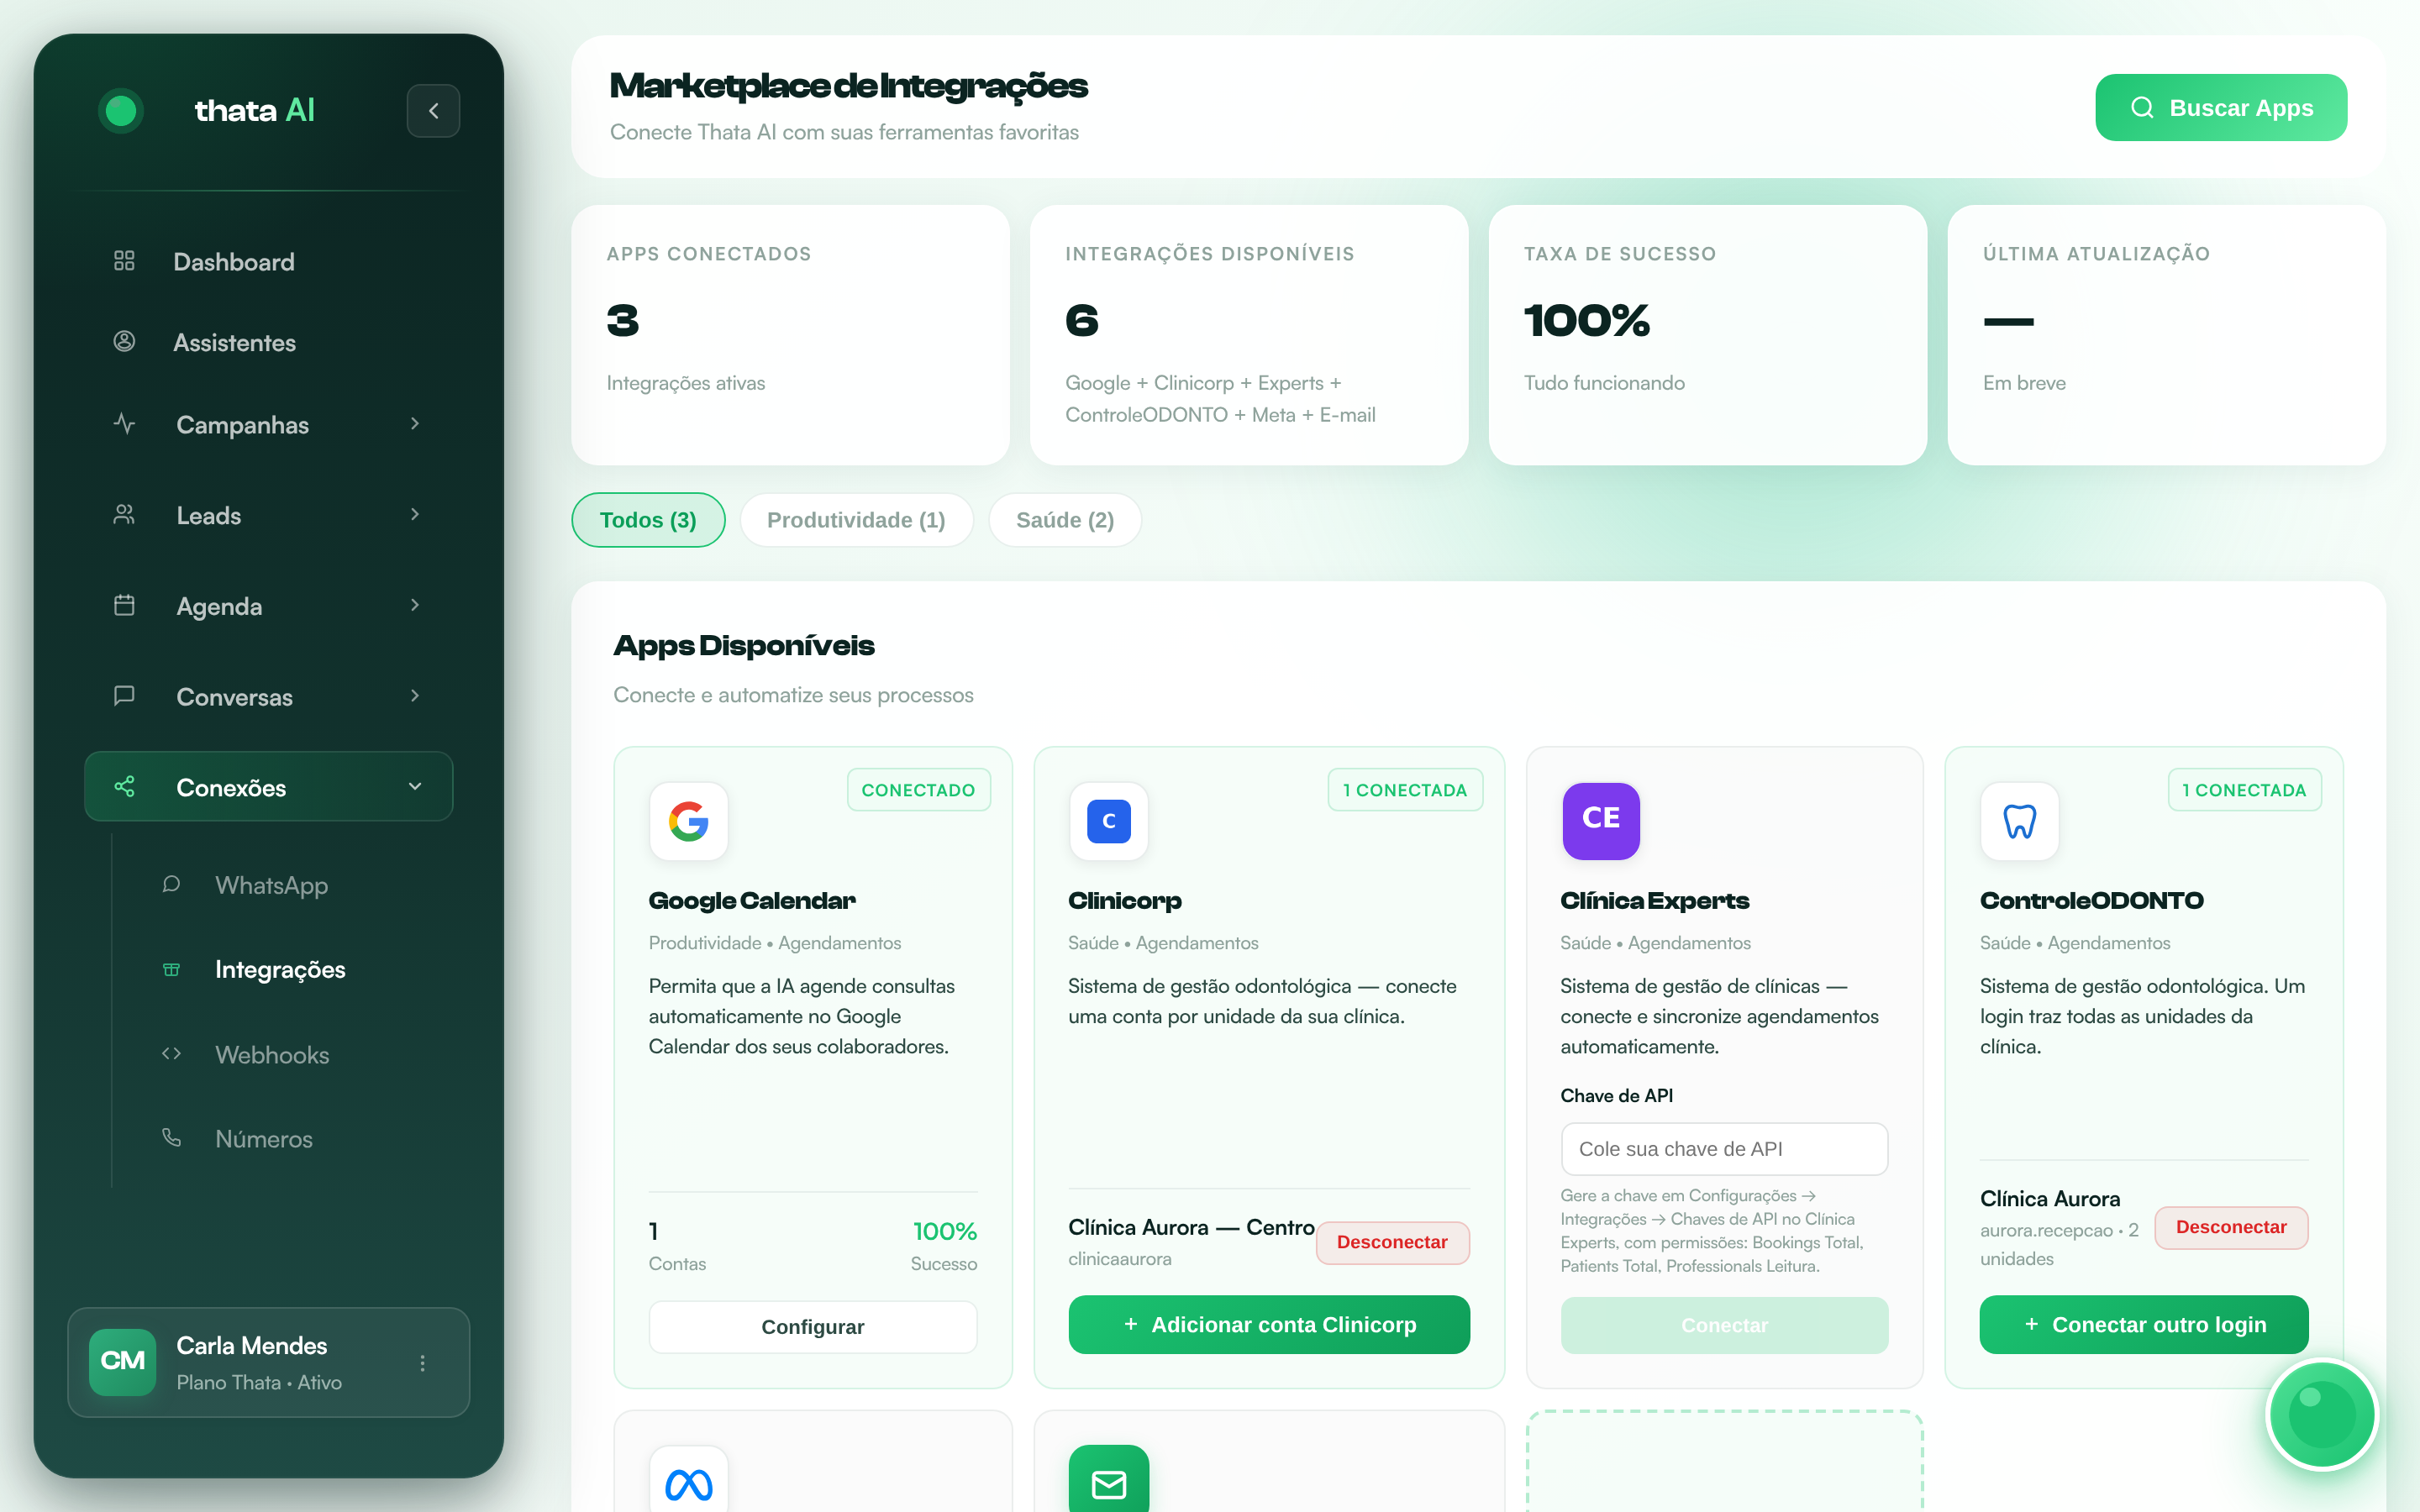 thata AI
Dashboard
Assistentes
Campanhas
Leads
Agenda
Conversas
Conexões
WhatsApp
Integrações
Webhooks
Números
CM
Carla Mendes
Plano Thata · Ativo
Marketplace de Integrações
Conecte Thata AI com suas ferramentas favoritas
Buscar Apps
APPS CONECTADOS
3
Integrações ativas
INTEGRAÇÕES DISPONÍVEIS
6
Google + Clinicorp + Experts +
ControleODONTO + Meta + E-mail
TAXA DE SUCESSO
100%
Tudo funcionando
ÚLTIMA ATUALIZAÇÃO
—
Em breve
Todos (3)
Produtividade (1)
Saúde (2)
Apps Disponíveis
Conecte e automatize seus processos
CONECTADO
Google Calendar
Produtividade • Agendamentos
Permita que a IA agende consultas
automaticamente no Google
Calendar dos seus colaboradores.
1
Contas
100%
Sucesso
Configurar
C
1 CONECTADA
Clinicorp
Saúde • Agendamentos
Sistema de gestão odontológica — conecte
uma conta por unidade da sua clínica.
Clínica Aurora — Centro
clinicaaurora
Desconectar
+ Adicionar conta Clinicorp
CE
Clínica Experts
Saúde • Agendamentos
Sistema de gestão de clínicas —
conecte e sincronize agendamentos
automaticamente.
Chave de API
Cole sua chave de API
Gere a chave em Configurações →
Integrações → Chaves de API no Clínica
Experts, com permissões: Bookings Total,
Patients Total, Professionals Leitura.
Conectar
1 CONECTADA
ControleODONTO
Saúde • Agendamentos
Sistema de gestão odontológica. Um
login traz todas as unidades da
clínica.
Clínica Aurora
aurora.recepcao · 2
unidades
Desconectar
+ Conectar outro login